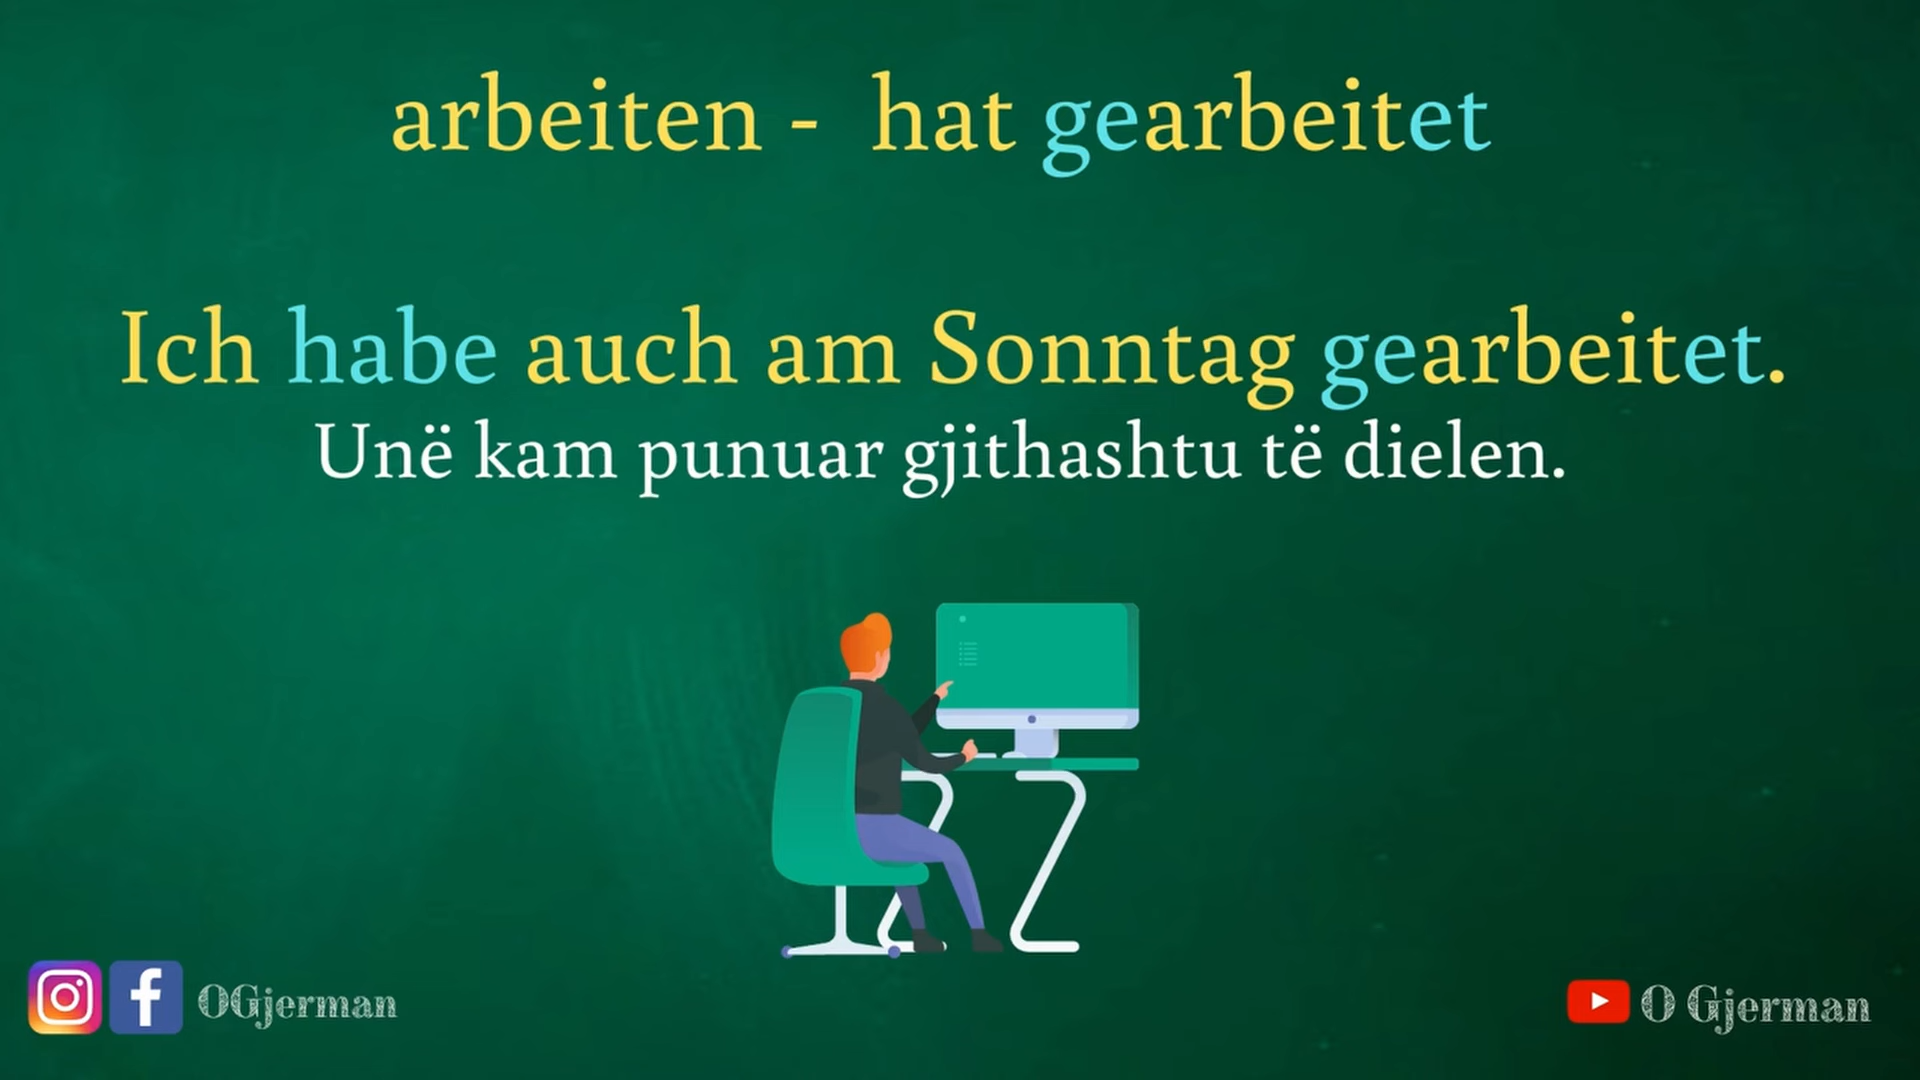 arbeiten - hat gearbeitet
Ich habe auch am Sonntag gearbeitet.
Unë kam punuar gjithashtu të dielen.
OGjerman
O Gjerman